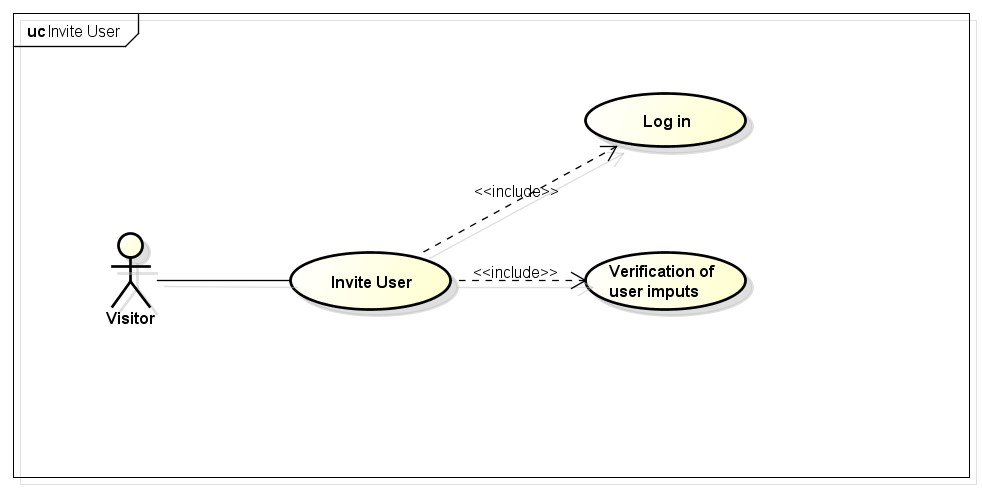 uc Invite User
Log in
<<include>>
<<include>>
Verification of
user imputs
Invite User
Visitor